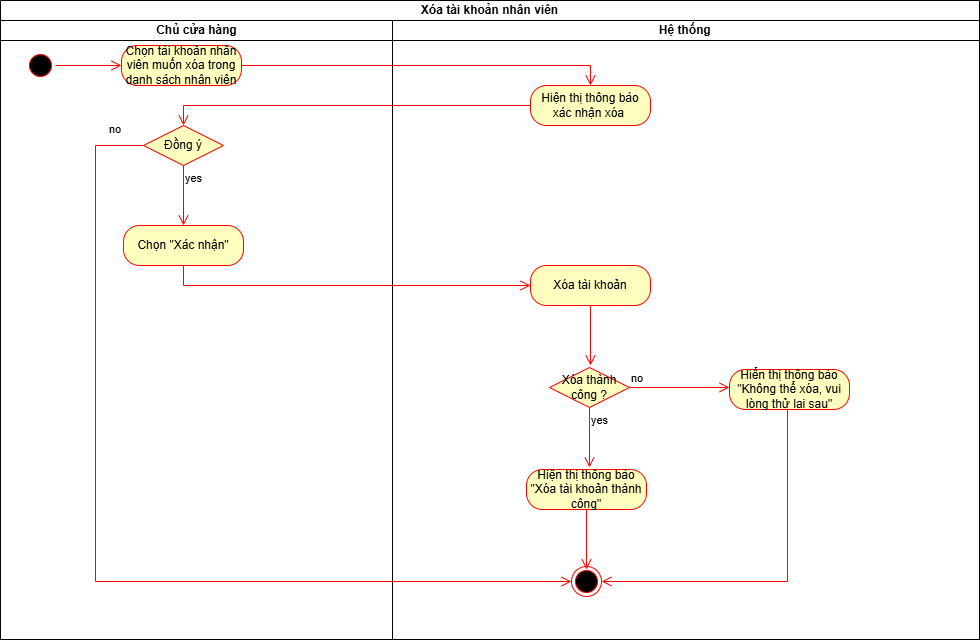 Xóa tài khoản nhân viên
Chủ cửa hàng
Hệ thống
Chọn tài khoản nhân
viên muốn xóa trong
danh sách nhân viên
Hiện thị thông báo
xác nhận xóa
no
Đồng ý
yes
Chọn "Xác nhận"
Xóa tài khoản
Xóa thành
công ?
no
Hiển thị thông báo
"Không thể xóa, vui
lòng thử lại sau"
yes
Hiện thị thông báo
"Xóa tài khoản thành
công"